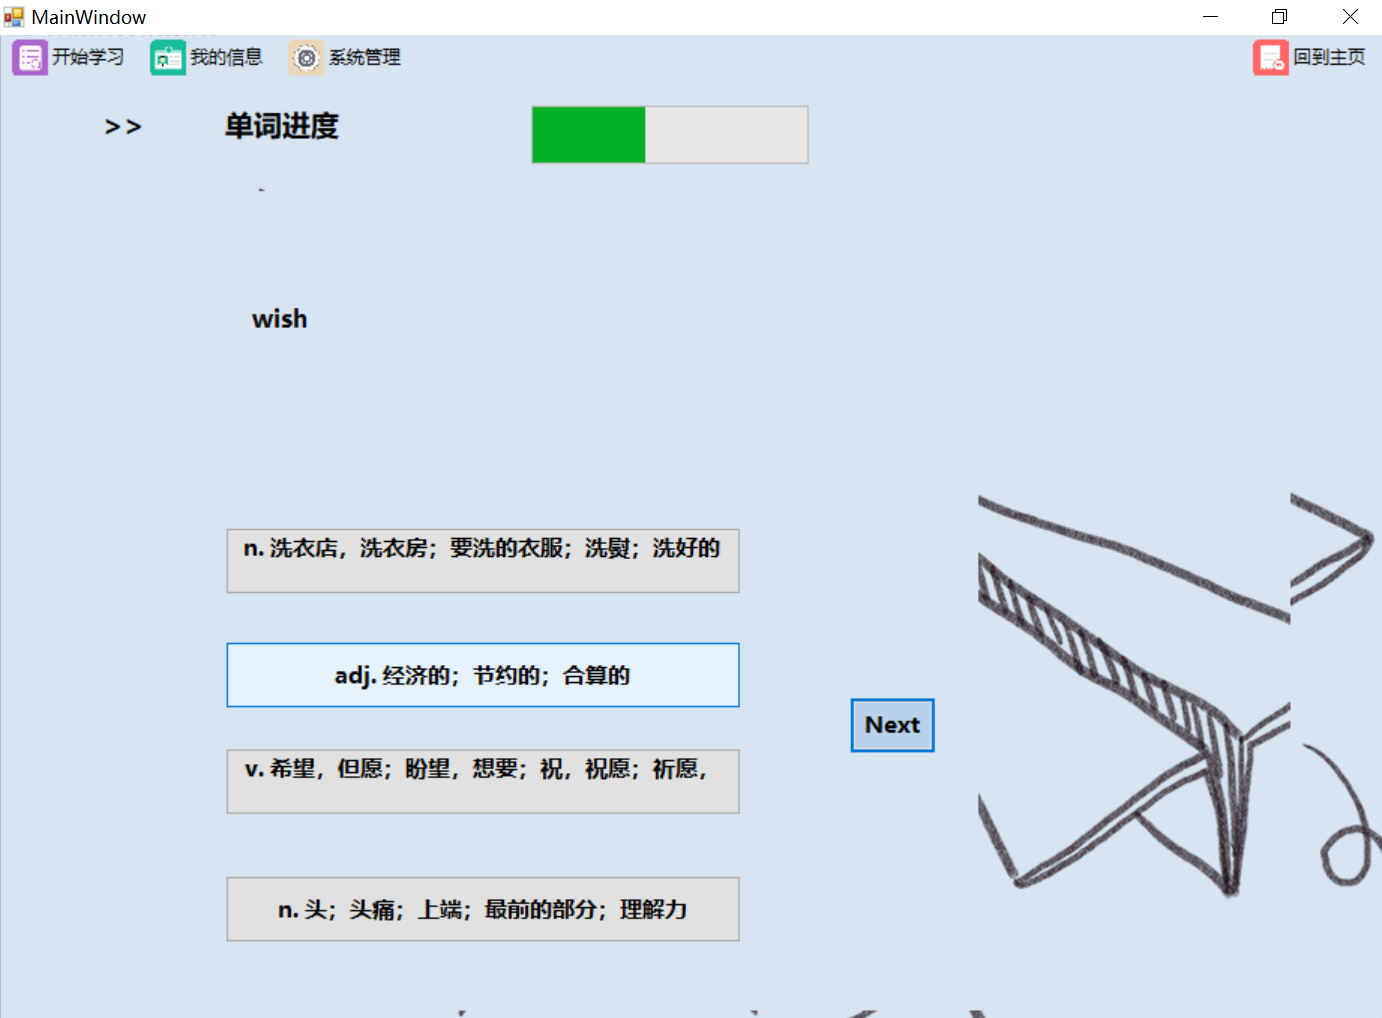 MainWindow
开始学习 我的信息 系统管理 回到主页
>> 单词进度
wish
n. 洗衣店，洗衣房；要洗的衣服；洗熨；洗好的
adj. 经济的；节约的；合算的
Next
v. 希望，但愿；盼望，想要；祝，祝愿；祈愿，
n. 头；头痛；上端；最前的部分；理解力